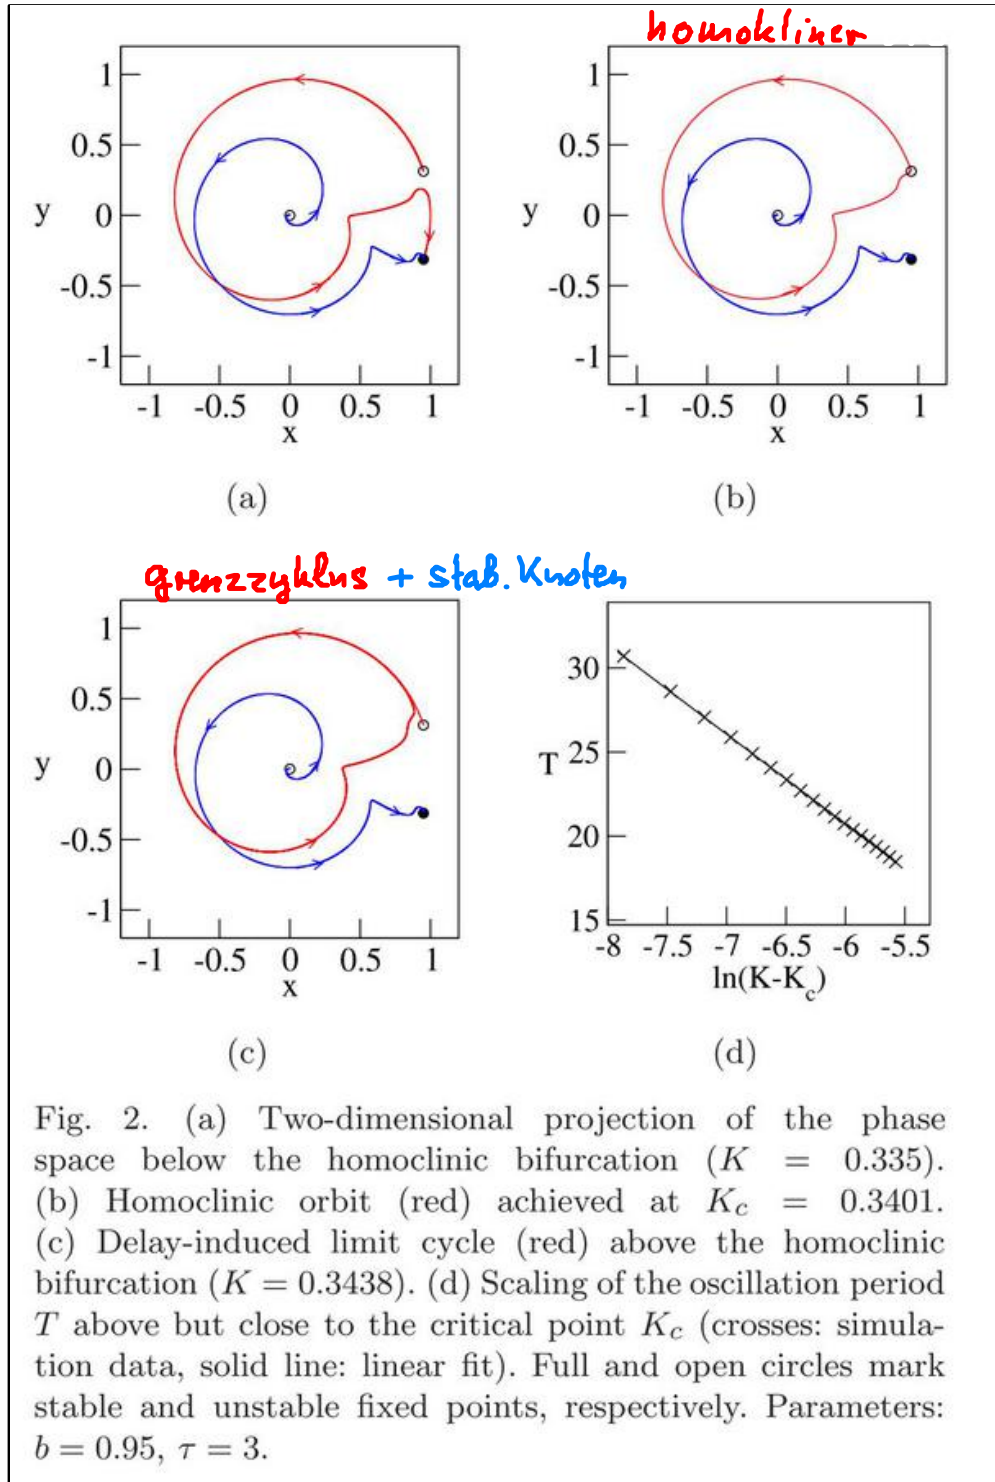 homokliner
1
0.5
y 0
-0.5
-1
-1 -0.5 0 0.5 1
x
(a)
1
0.5
y 0
-0.5
-1
-1 -0.5 0 0.5 1
x
(b)
grenzzyklus + stab. Knoten
1
0.5
y 0
-0.5
-1
-1 -0.5 0 0.5 1
x
(c)
30
25
T
20
15
-8 -7.5 -7 -6.5 -6 -5.5
ln(K-K_c)
(d)
Fig. 2. (a) Two-dimensional projection of the phase
space below the homoclinic bifurcation (K = 0.335).
(b) Homoclinic orbit (red) achieved at K_c = 0.3401.
(c) Delay-induced limit cycle (red) above the homoclinic
bifurcation (K = 0.3438). (d) Scaling of the oscillation period
T above but close to the critical point K_c (crosses: simula-
tion data, solid line: linear fit). Full and open circles mark
stable and unstable fixed points, respectively. Parameters:
b = 0.95, τ = 3.